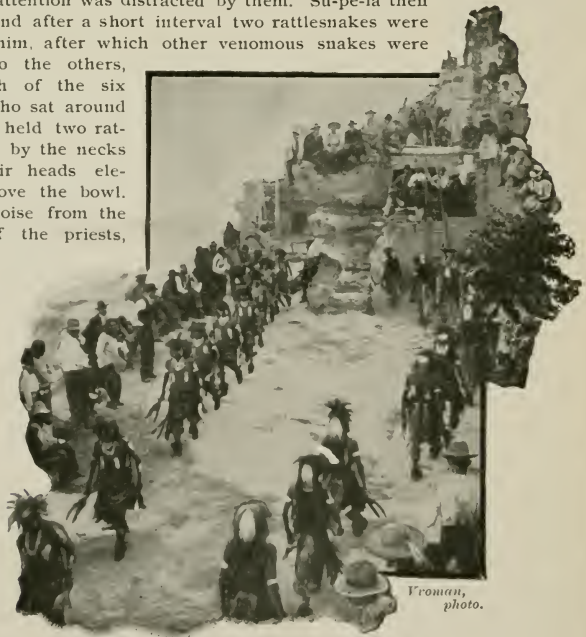 attention was distracted by them. Su-pe-la then
nd after a short interval two rattlesnakes were
him, after which other venomous snakes were
o the others,
h of the six
ho sat around
held two rat-
by the necks
ir heads ele-
ove the bowl.
oise from the
f the priests,
Vroman,
photo.